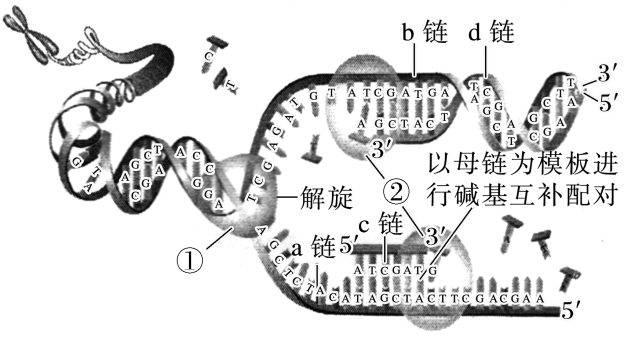 b 链 d 链
C
T
G T A T C G A T G A
A G C T A C T
3′
T A C G G C A T
G C C G T A T A
3′
5′
G A T
A G C G T A
A C C G G A
T C G A G A T
解旋
①
②
以母链为模板进
行碱基互补配对
a 链
5′
c 链
3′
A T C G A T G
A G C T C T A C A T A G C T A C T T C G A C G A A
5′